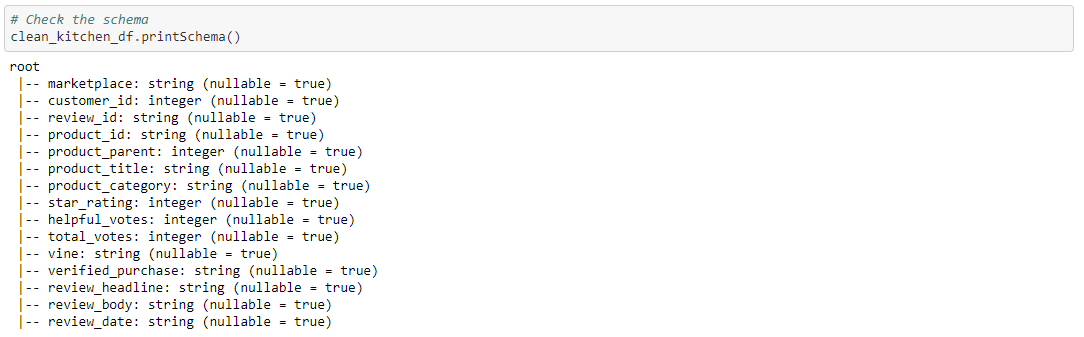 # Check the schema
clean_kitchen_df.printSchema()
root
 |-- marketplace: string (nullable = true)
 |-- customer_id: integer (nullable = true)
 |-- review_id: string (nullable = true)
 |-- product_id: string (nullable = true)
 |-- product_parent: integer (nullable = true)
 |-- product_title: string (nullable = true)
 |-- product_category: string (nullable = true)
 |-- star_rating: integer (nullable = true)
 |-- helpful_votes: integer (nullable = true)
 |-- total_votes: integer (nullable = true)
 |-- vine: string (nullable = true)
 |-- verified_purchase: string (nullable = true)
 |-- review_headline: string (nullable = true)
 |-- review_body: string (nullable = true)
 |-- review_date: string (nullable = true)